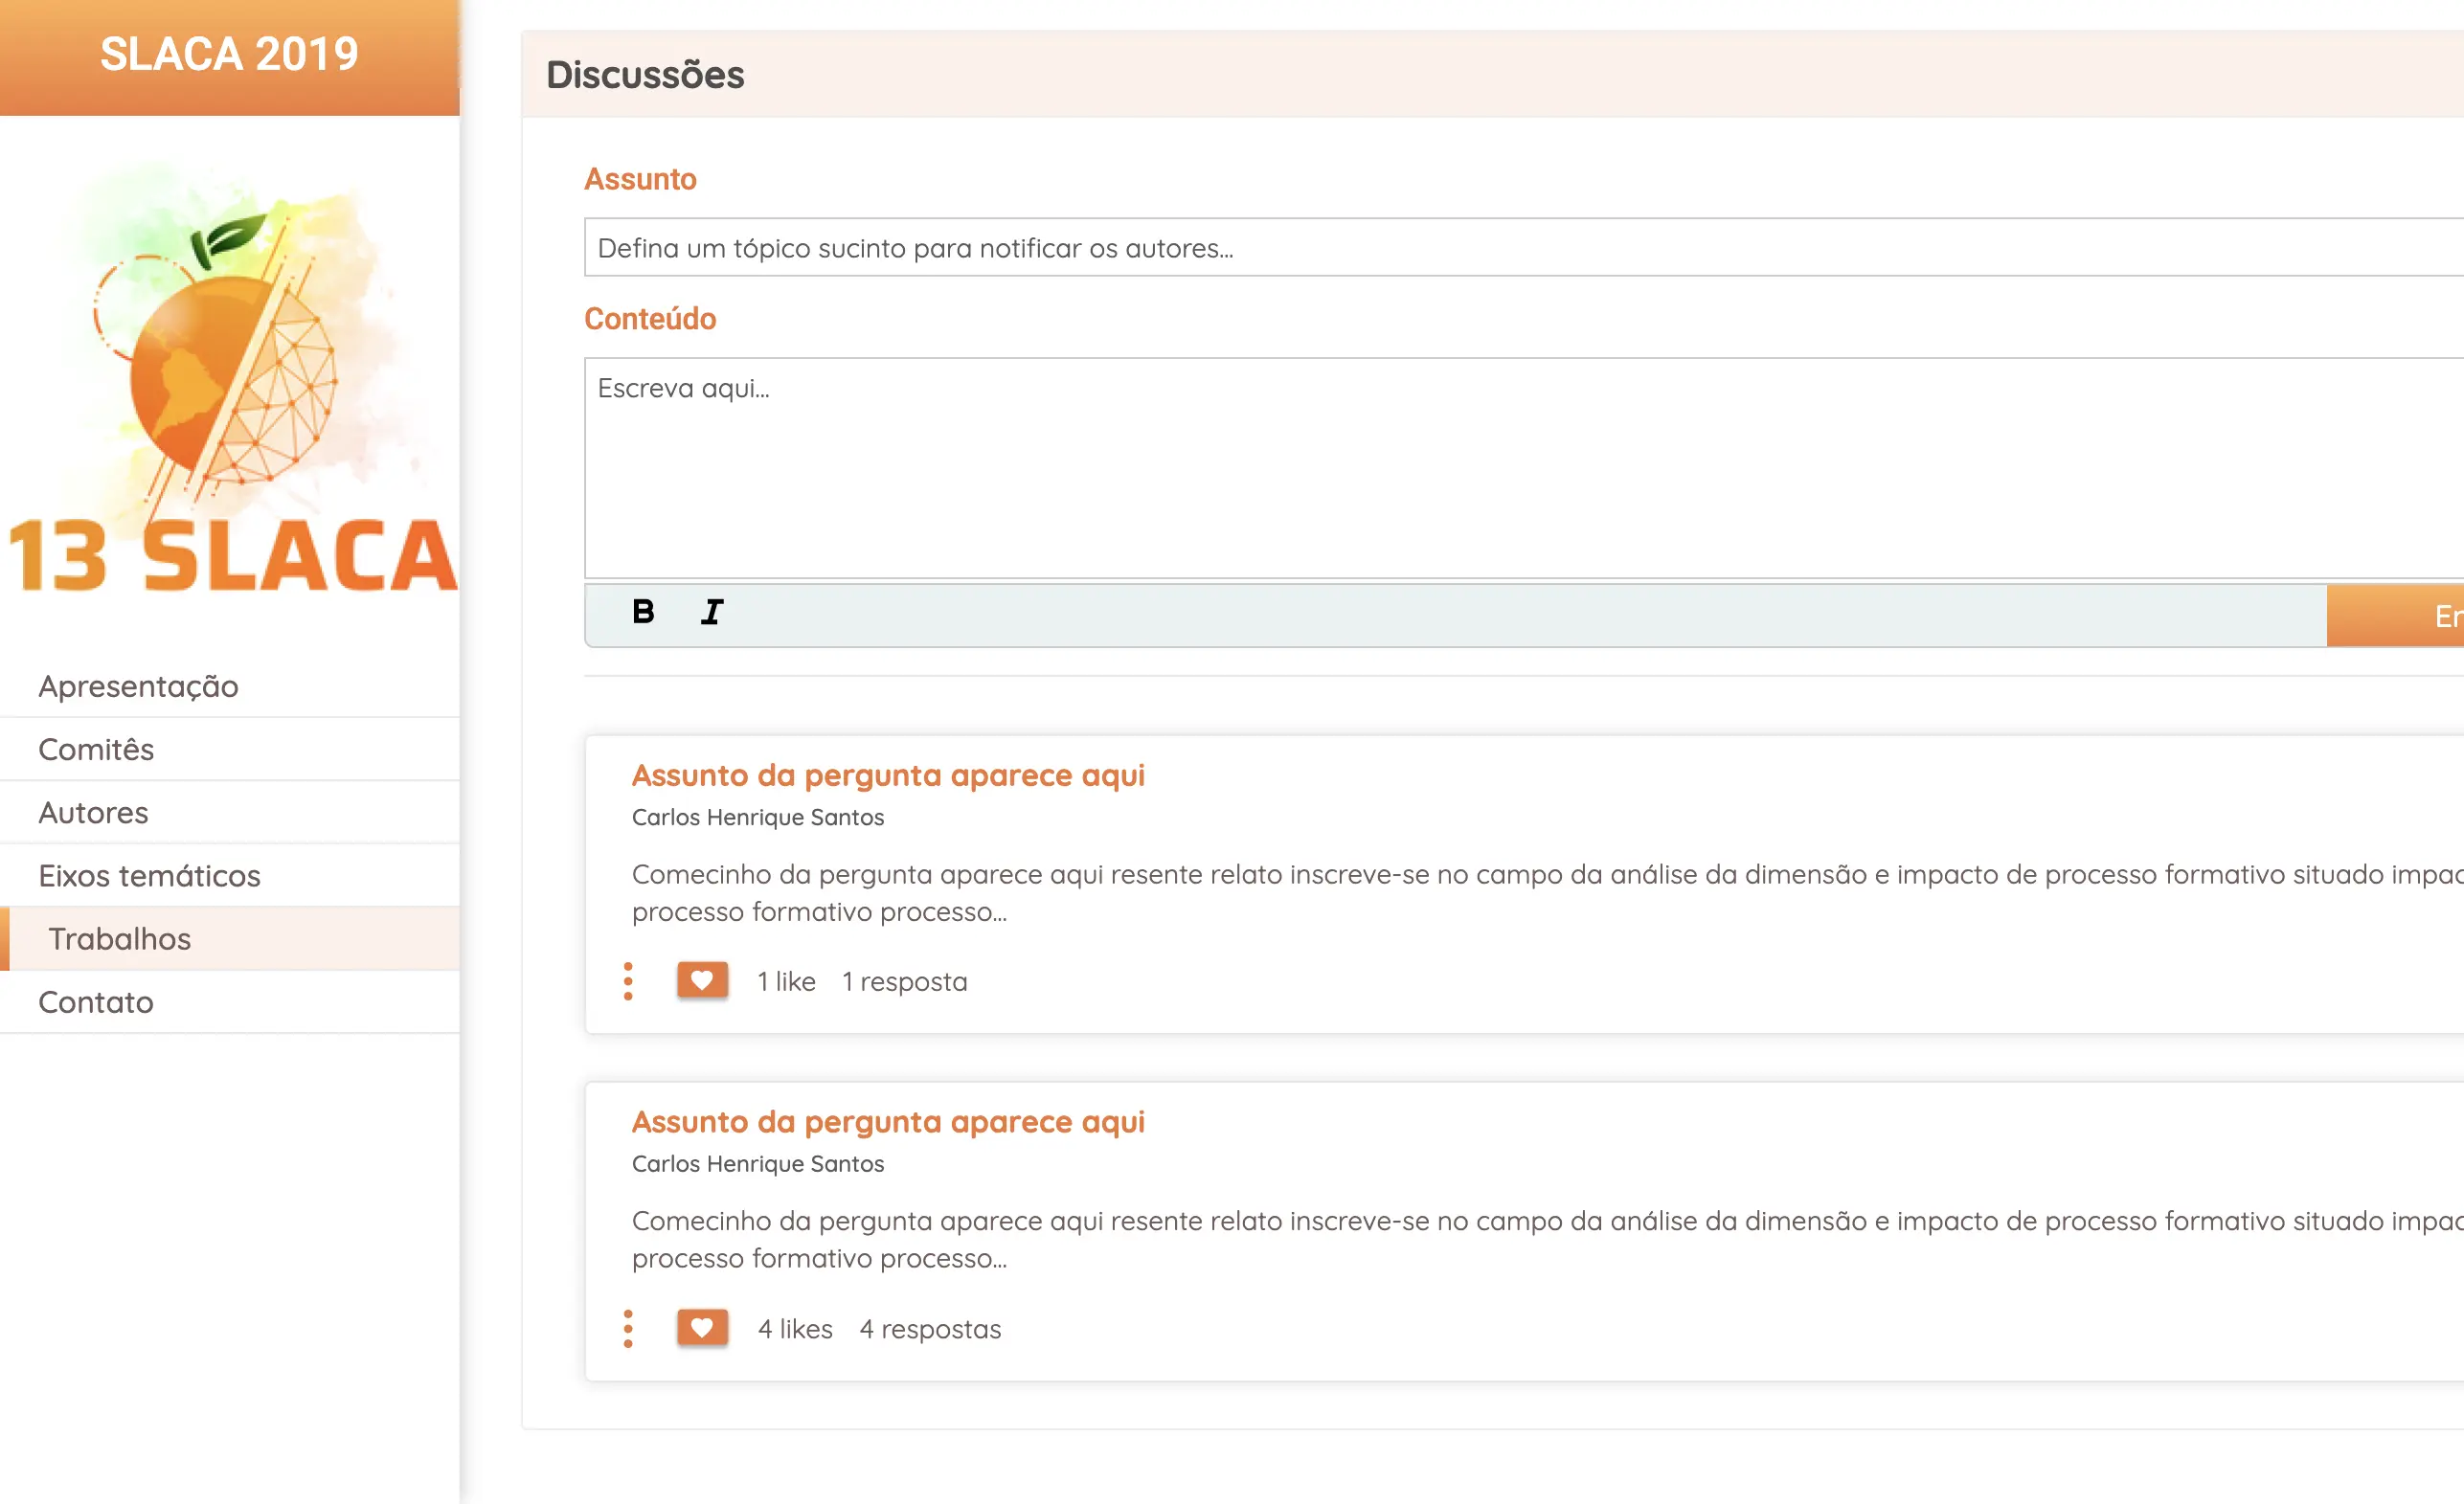 SLACA 2019
13 SLACA
Apresentação
Comitês
Autores
Eixos temáticos
Trabalhos
Contato
Discussões
Assunto
Defina um tópico sucinto para notificar os autores...
Conteúdo
Escreva aqui...
B I
Assunto da pergunta aparece aqui
Carlos Henrique Santos
Comecinho da pergunta aparece aqui resente relato inscreve-se no campo da análise da dimensão e impacto de processo formativo situado
processo formativo processo...
1 like 1 resposta
Assunto da pergunta aparece aqui
Carlos Henrique Santos
Comecinho da pergunta aparece aqui resente relato inscreve-se no campo da análise da dimensão e impacto de processo formativo situado
processo formativo processo...
4 likes 4 respostas